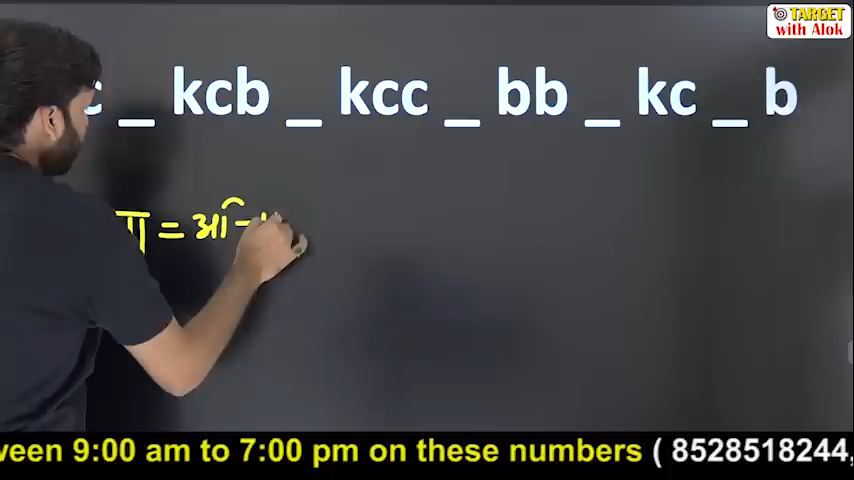 TARGET
with Alok
c _ kcb _ kcc _ bb _ kc _ b
=
ween 9:00 am to 7:00 pm on these numbers ( 8528518244,